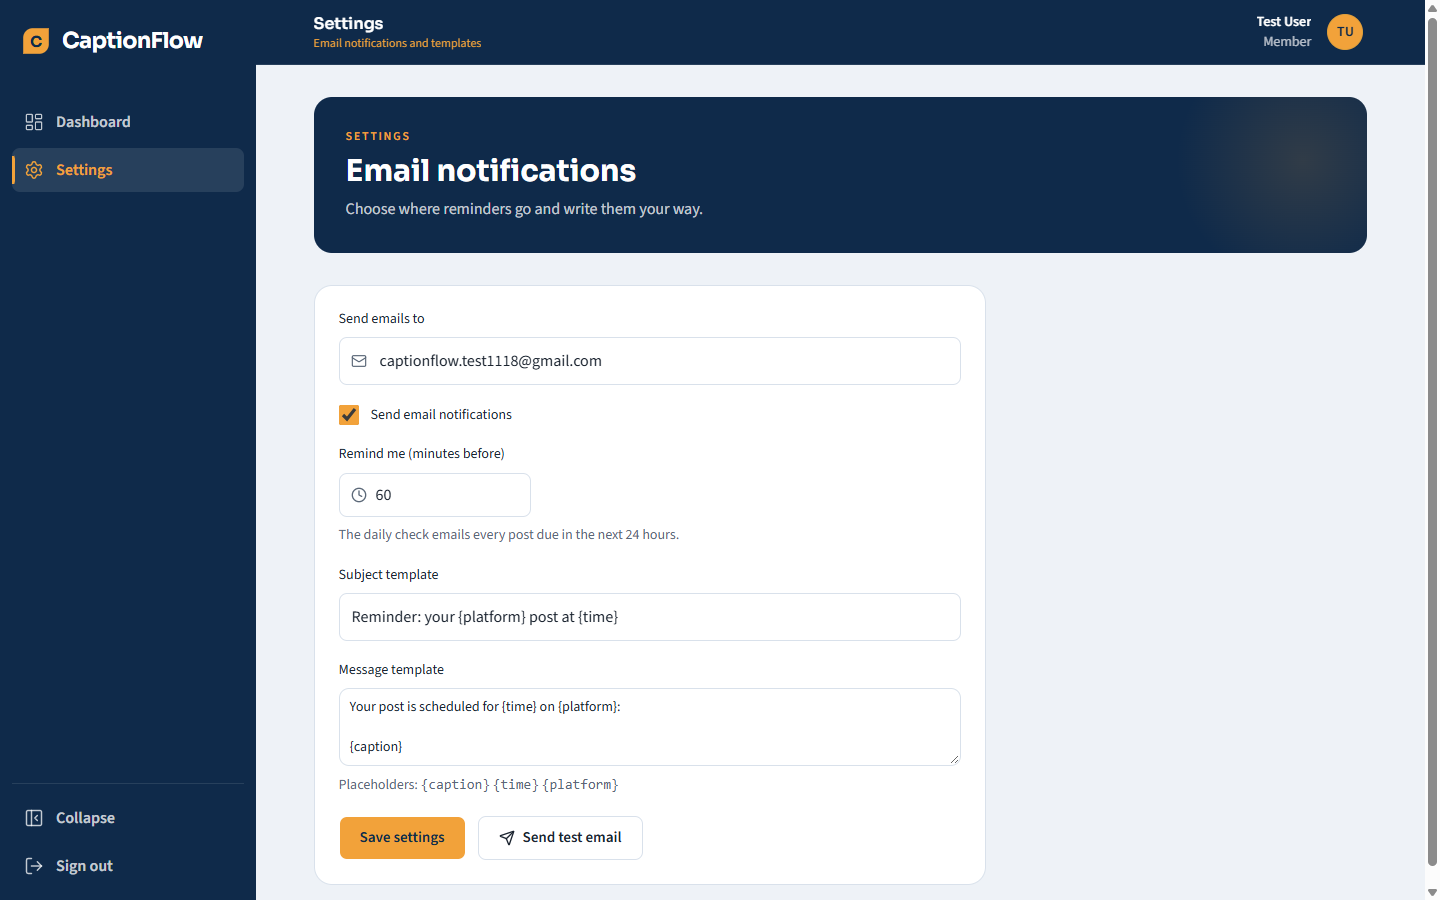 C CaptionFlow
Dashboard
Settings
Collapse
Sign out
Settings
Email notifications and templates
Test User
Member
TU
SETTINGS
Email notifications
Choose where reminders go and write them your way.
Send emails to
captionflow.test1118@gmail.com
Send email notifications
Remind me (minutes before)
60
The daily check emails every post due in the next 24 hours.
Subject template
Reminder: your {platform} post at {time}
Message template
Your post is scheduled for {time} on {platform}:
{caption}
Placeholders: {caption} {time} {platform}
Save settings
Send test email